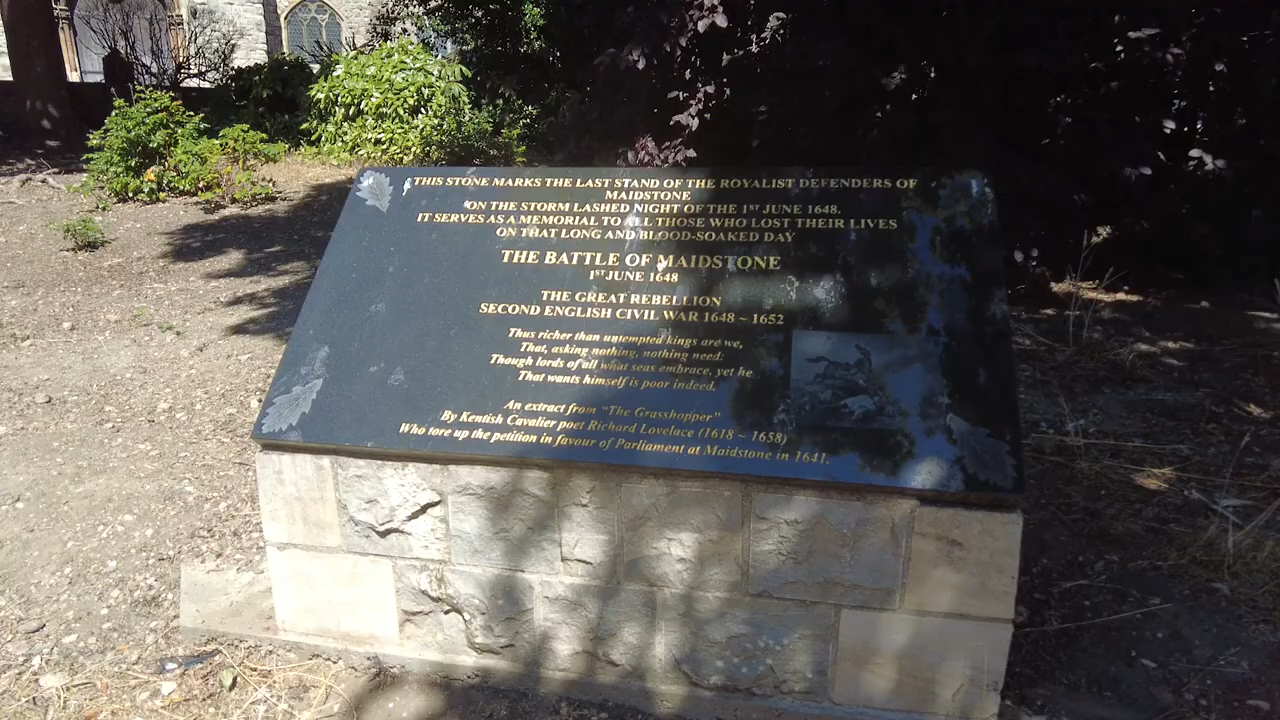 THIS STONE MARKS THE LAST STAND OF THE ROYALIST DEFENDERS OF
MAIDSTONE
ON THE STORM LASHED NIGHT OF THE 1ST JUNE 1648.
IT SERVES AS A MEMORIAL TO ALL THOSE WHO LOST THEIR LIVES
ON THAT LONG AND BLOOD-SOAKED DAY
THE BATTLE OF MAIDSTONE
1ST JUNE 1648
THE GREAT REBELLION
SECOND ENGLISH CIVIL WAR 1648 ~ 1652
Thus richer than untempted kings are we,
That, asking nothing, nothing need:
Though lords of all what seas embrace, yet he
That wants himself is poor indeed.
An extract from "The Grasshopper"
By Kentish Cavalier poet Richard Lovelace (1618 ~ 1658)
Who tore up the petition in favour of Parliament at Maidstone in 1641.